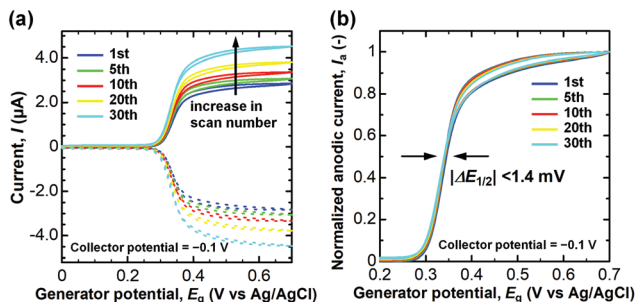 (a)
Current, I (μA)
6.0
4.0
2.0
0
-2.0
-4.0
1st
5th
10th
20th
30th
increase in
scan number
Collector potential = −0.1 V
0
0.2
0.4
0.6
Generator potential, Eg (V vs Ag/AgCl)
(b)
Normalized anodic current, Ia (-)
1
0.8
0.6
0.4
0.2
0
1st
5th
10th
20th
30th
|ΔE1/2| <1.4 mV
Collector potential = −0.1 V
0.2
0.3
0.4
0.5
0.6
0.7
Generator potential, Eg (V vs Ag/AgCl)